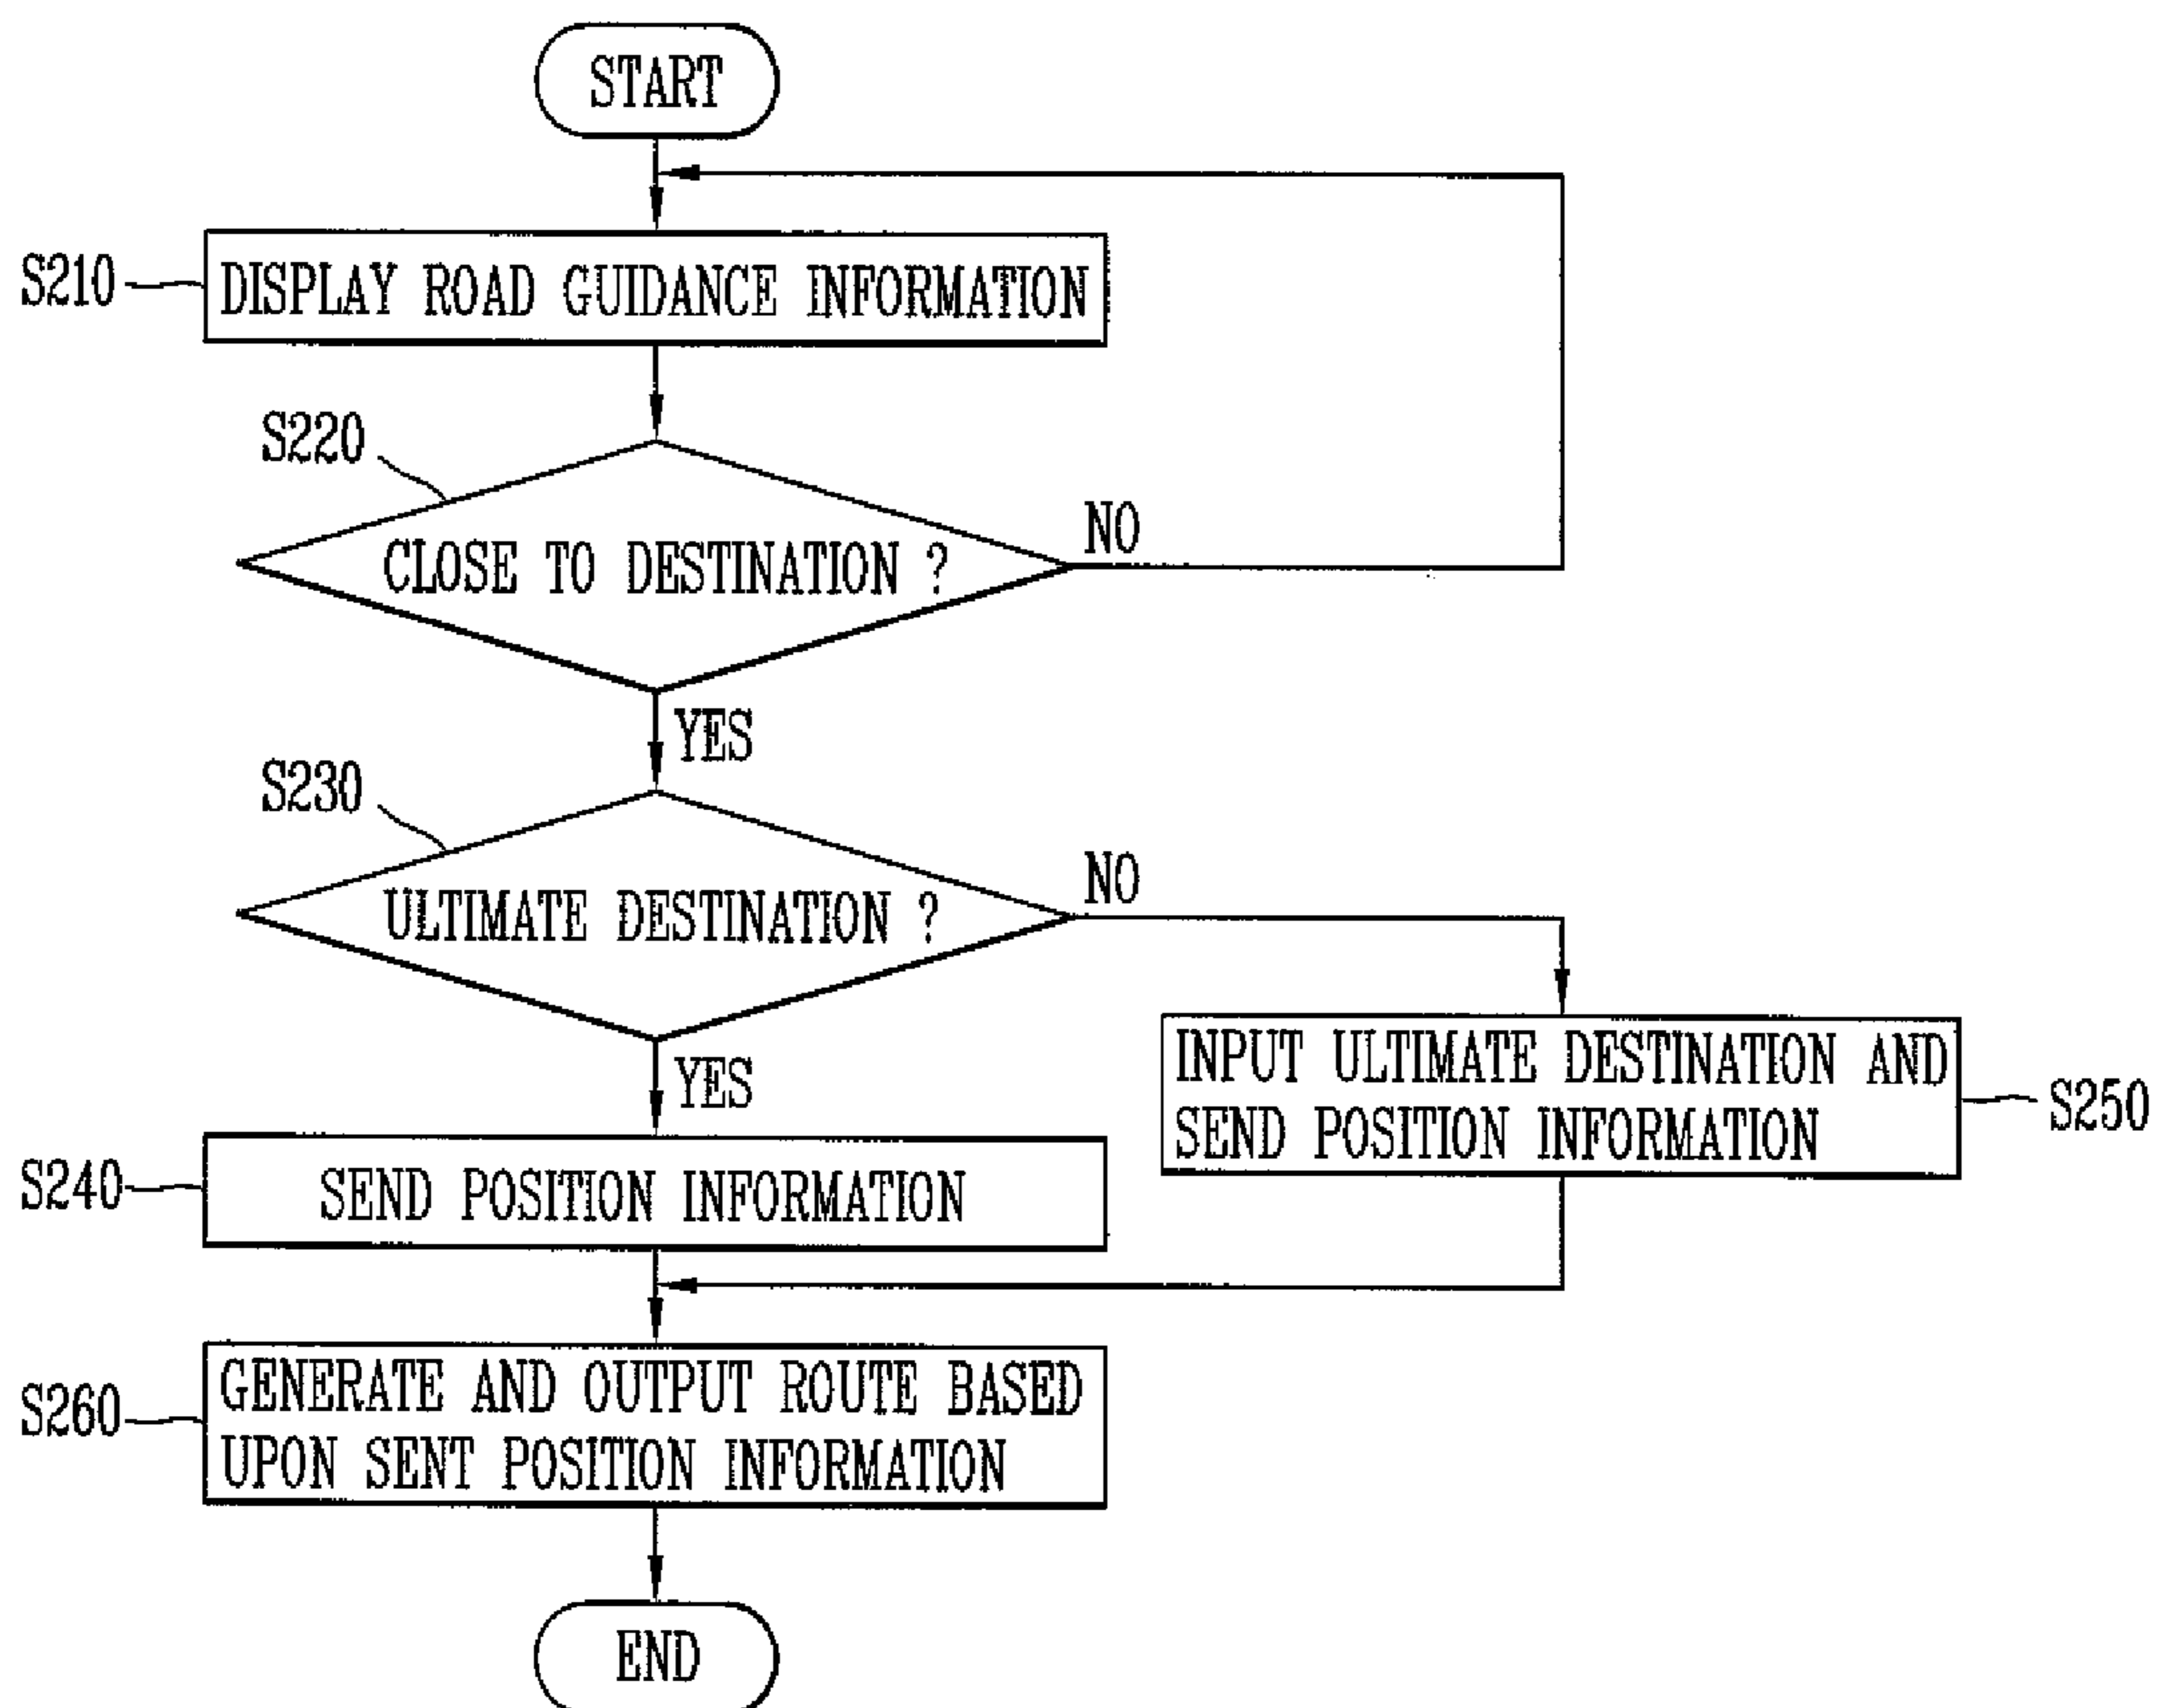 START
S210
DISPLAY ROAD GUIDANCE INFORMATION
S220
CLOSE TO DESTINATION ?
NO
YES
S230
ULTIMATE DESTINATION ?
NO
YES
INPUT ULTIMATE DESTINATION AND
SEND POSITION INFORMATION
S250
S240
SEND POSITION INFORMATION
S260
GENERATE AND OUTPUT ROUTE BASED
UPON SENT POSITION INFORMATION
END